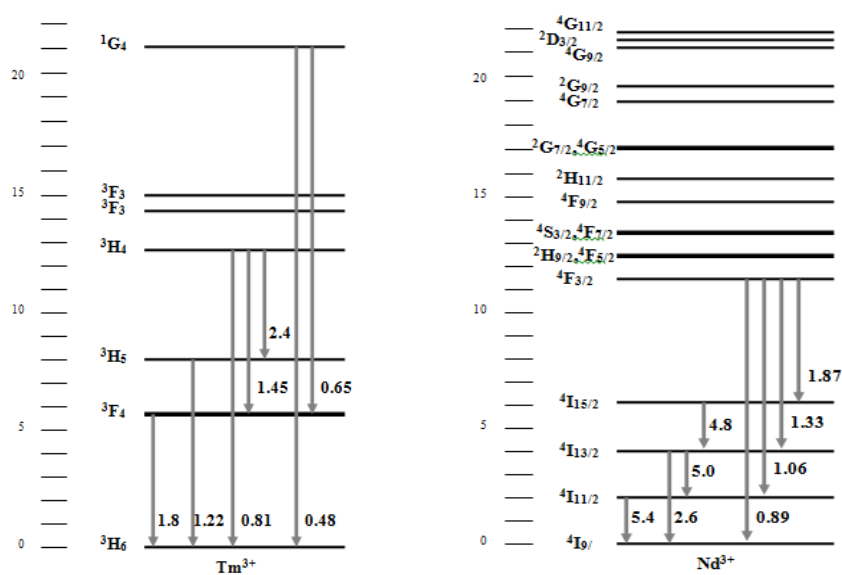 ¹G₄
20
15
³F₃
³F₃
³H₄
10
2.4
³H₅
1.45 0.65
³F₄
5
1.8 1.22 0.81 0.48
0
³H₆
Tm³⁺
⁴G₁₁/₂
²D₃/₂
⁴G₉/₂
20
²G₉/₂
⁴G₇/₂
²G₇/₂,⁴G₅/₂
²H₁₁/₂
15
⁴F₉/₂
⁴S₃/₂,⁴F₇/₂
²H₉/₂,⁴F₅/₂
⁴F₃/₂
10
1.87
⁴I₁₅/₂
5
4.8 1.33
⁴I₁₃/₂
5.0 1.06
⁴I₁₁/₂
5.4 2.6 0.89
0
⁴I₉/
Nd³⁺